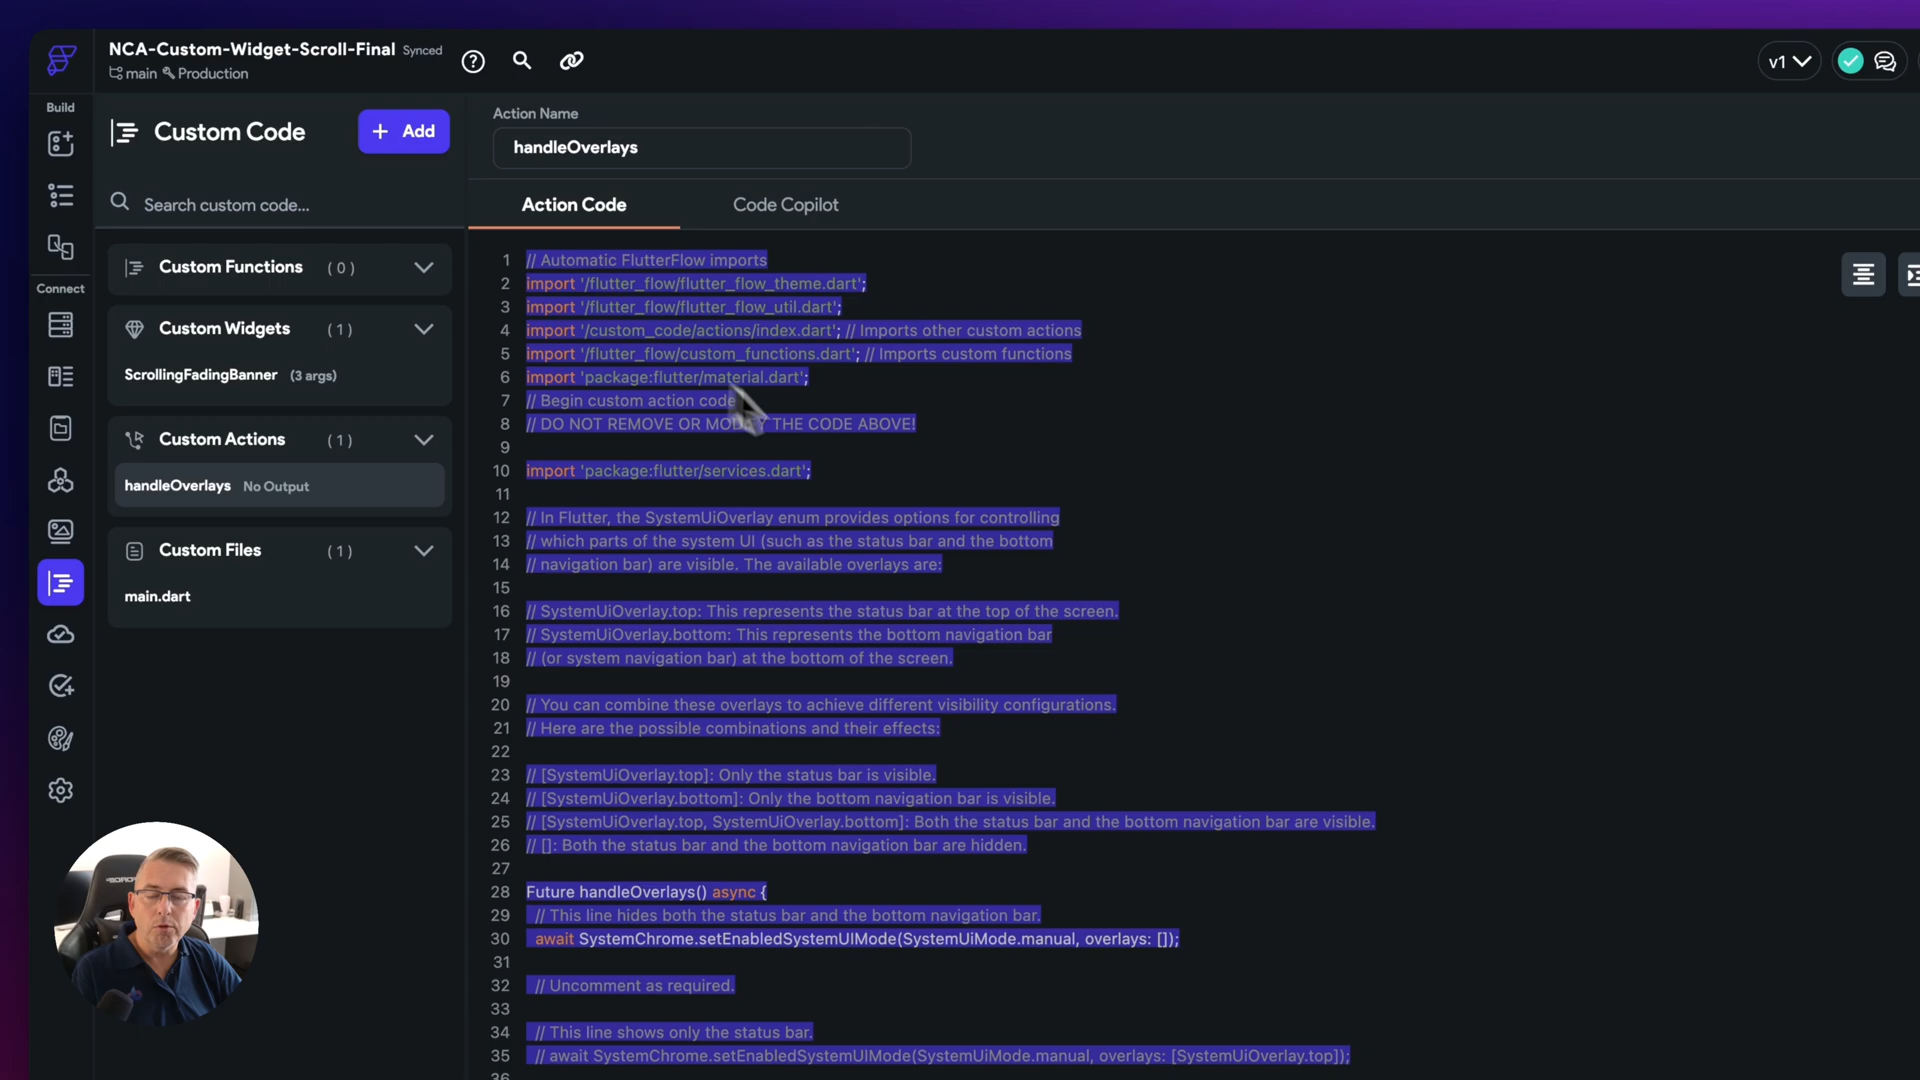 NCA-Custom-Widget-Scroll-Final Synced
main Production
v1
Build
Connect
Custom Code
+ Add
Search custom code...
Custom Functions (0)
Custom Widgets (1)
ScrollingFadingBanner (3 args)
Custom Actions (1)
handleOverlays No Output
Custom Files (1)
main.dart
Action Name
handleOverlays
Action Code Code Copilot
1 // Automatic FlutterFlow imports
2 import '/flutter_flow/flutter_flow_theme.dart';
3 import '/flutter_flow/flutter_flow_util.dart';
4 import '/custom_code/actions/index.dart'; // Imports other custom actions
5 import '/flutter_flow/custom_functions.dart'; // Imports custom functions
6 import 'package:flutter/material.dart';
7 // Begin custom action code
8 // DO NOT REMOVE OR MODIFY THE CODE ABOVE!
9
10 import 'package:flutter/services.dart';
11
12 // In Flutter, the SystemUiOverlay enum provides options for controlling
13 // which parts of the system UI (such as the status bar and the bottom
14 // navigation bar) are visible. The available overlays are:
15
16 // SystemUiOverlay.top: This represents the status bar at the top of the screen.
17 // SystemUiOverlay.bottom: This represents the bottom navigation bar
18 // (or system navigation bar) at the bottom of the screen.
19
20 // You can combine these overlays to achieve different visibility configurations.
21 // Here are the possible combinations and their effects:
22
23 // [SystemUiOverlay.top]: Only the status bar is visible.
24 // [SystemUiOverlay.bottom]: Only the bottom navigation bar is visible.
25 // [SystemUiOverlay.top, SystemUiOverlay.bottom]: Both the status bar and the bottom navigation bar are visible.
26 // []: Both the status bar and the bottom navigation bar are hidden.
27
28 Future handleOverlays() async {
29 // This line hides both the status bar and the bottom navigation bar.
30 await SystemChrome.setEnabledSystemUIMode(SystemUiMode.manual, overlays: []);
31
32 // Uncomment as required.
33
34 // This line shows only the status bar.
35 // await SystemChrome.setEnabledSystemUIMode(SystemUiMode.manual, overlays: [SystemUiOverlay.top]);
36